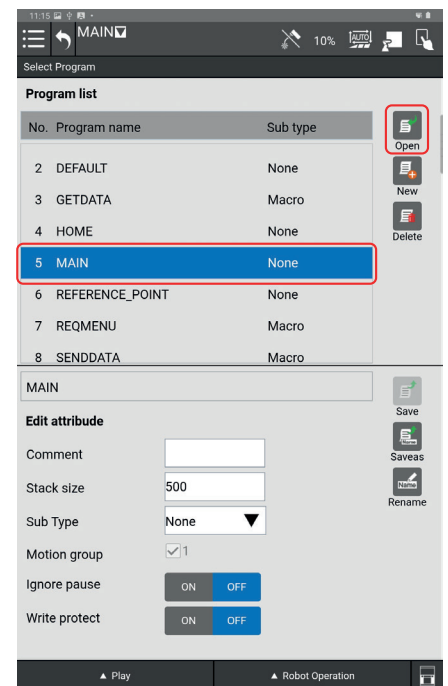 11:15
MAIN
10% AUTO
Select Program
Program list
No. Program name Sub type
Open
2 DEFAULT None
New
3 GETDATA Macro
4 HOME None
Delete
5 MAIN None
6 REFERENCE_POINT None
7 REQMENU Macro
8 SENDDATA Macro
MAIN
Save
Edit attribude
Comment
Saveas
Stack size 500
Name
Rename
Sub Type None
Motion group 1
Ignore pause ON OFF
Write protect ON OFF
▲ Play ▲ Robot Operation